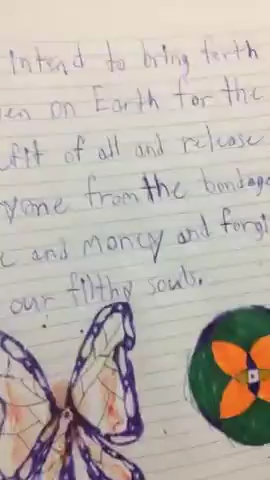 intend to bring forth
en on Earth for the
fit of all and release
yone from the bondage
and money and forgi
our filthy souls.